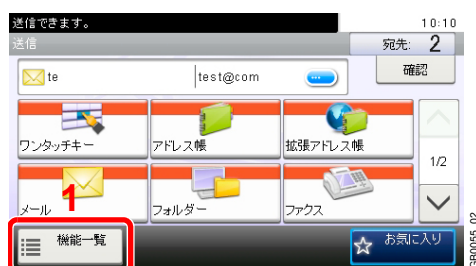 送信できます。 10:10
送信 宛先: 2
te test@com 確認
ワンタッチキー アドレス帳 拡張アドレス帳
1/2
メール フォルダー ファクス
1
機能一覧 お気に入り